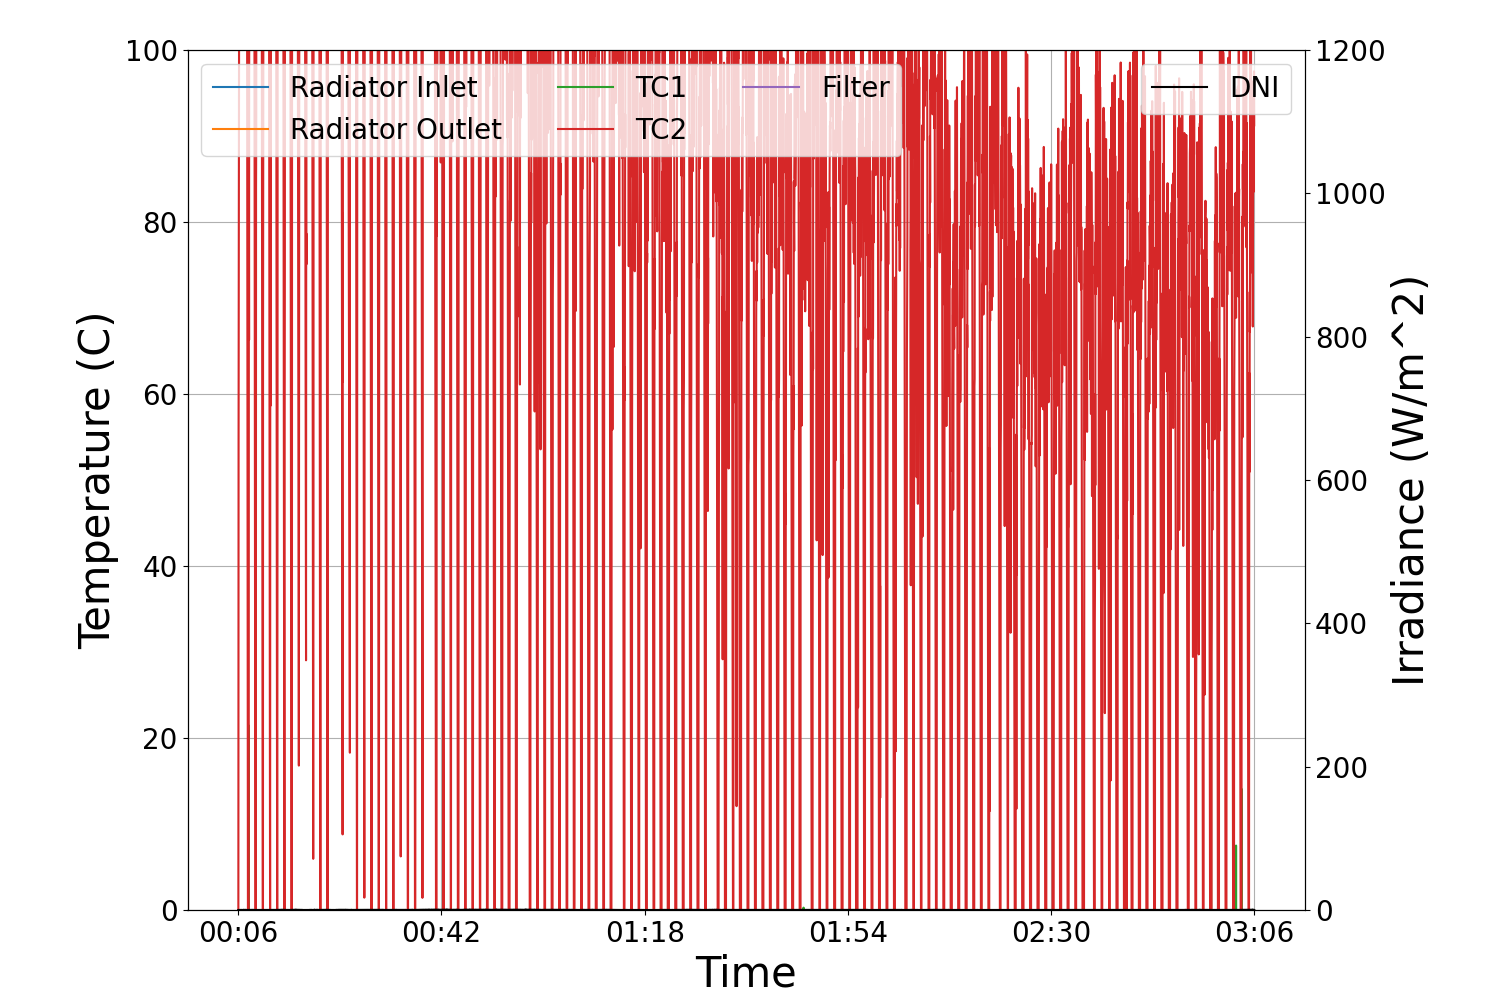 Radiator Inlet
Radiator Outlet
TC1
TC2
Filter
DNI
Temperature (C)
100
80
60
40
20
0
1200
1000
800
600
400
200
0
Irradiance (W/m^2)
00:06 00:42 01:18 01:54 02:30 03:06
Time